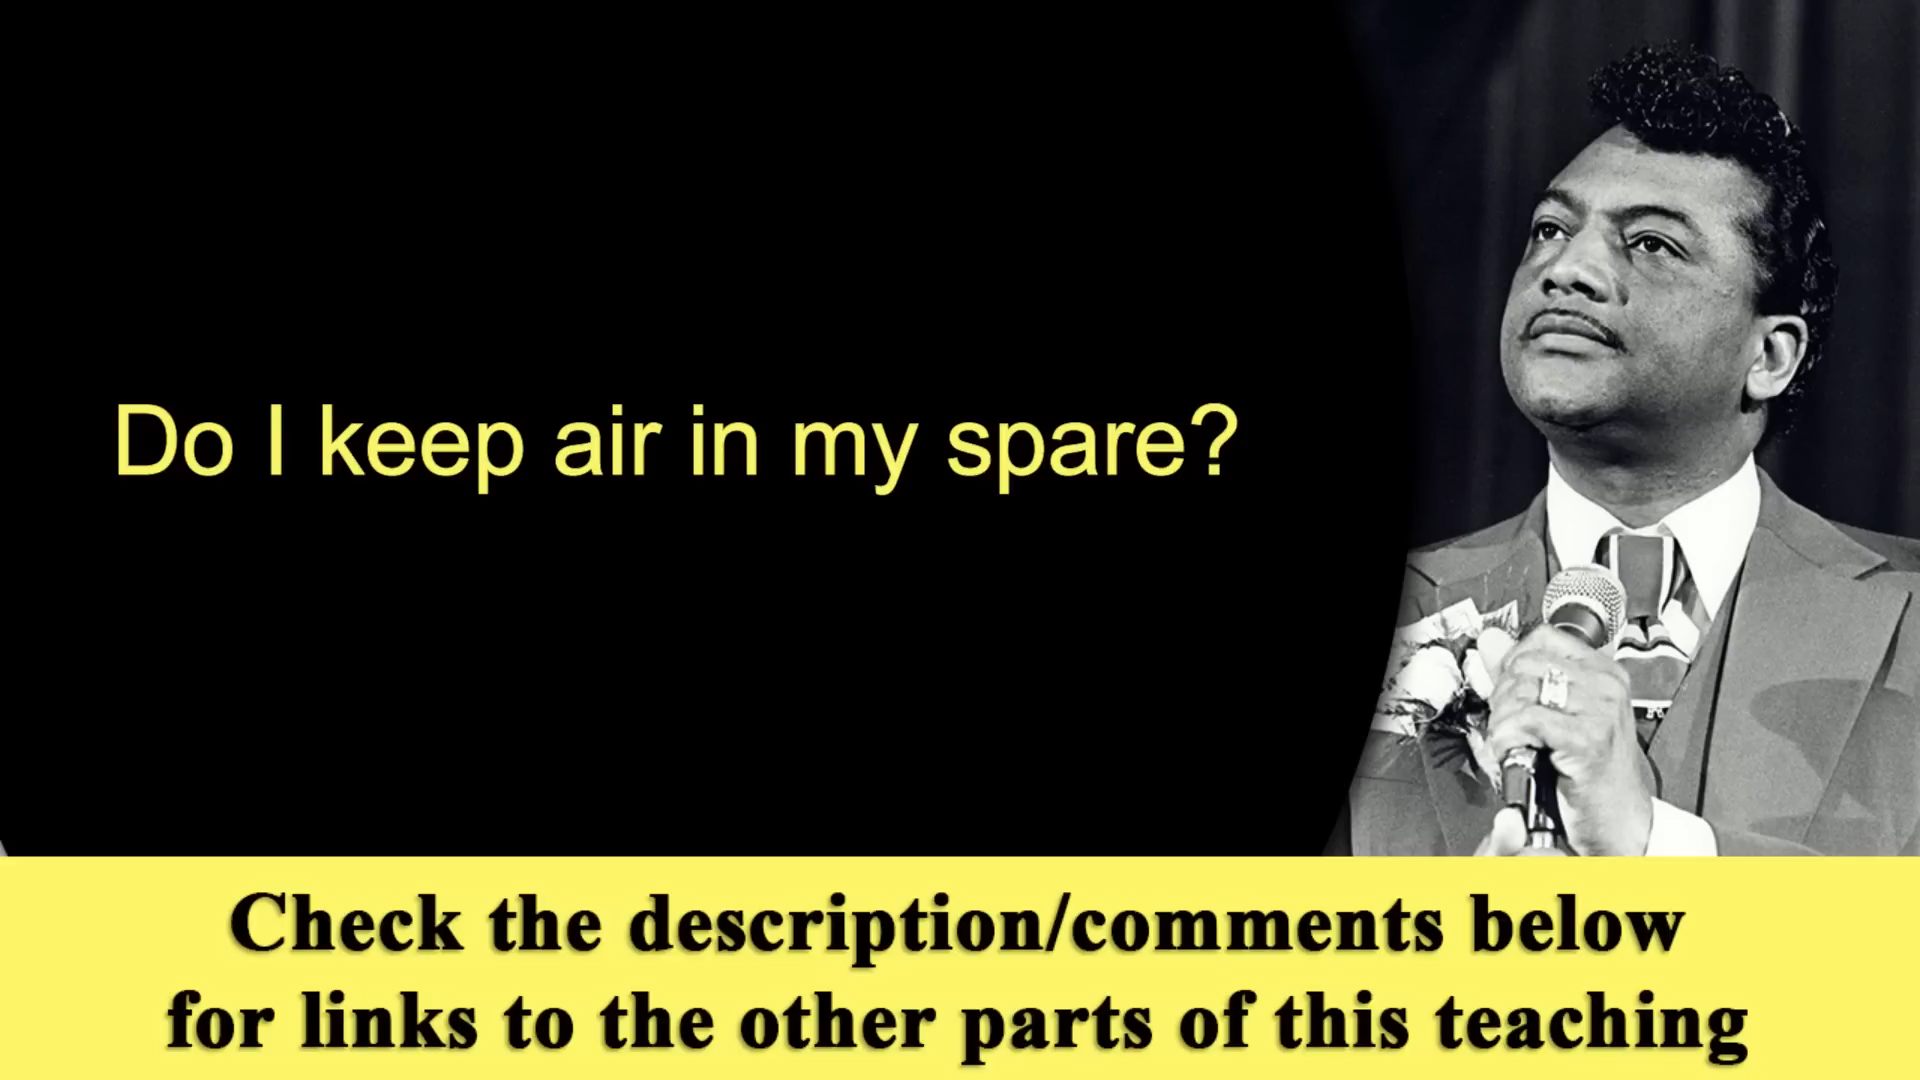 Do I keep air in my spare?
Check the description/comments below
for links to the other parts of this teaching